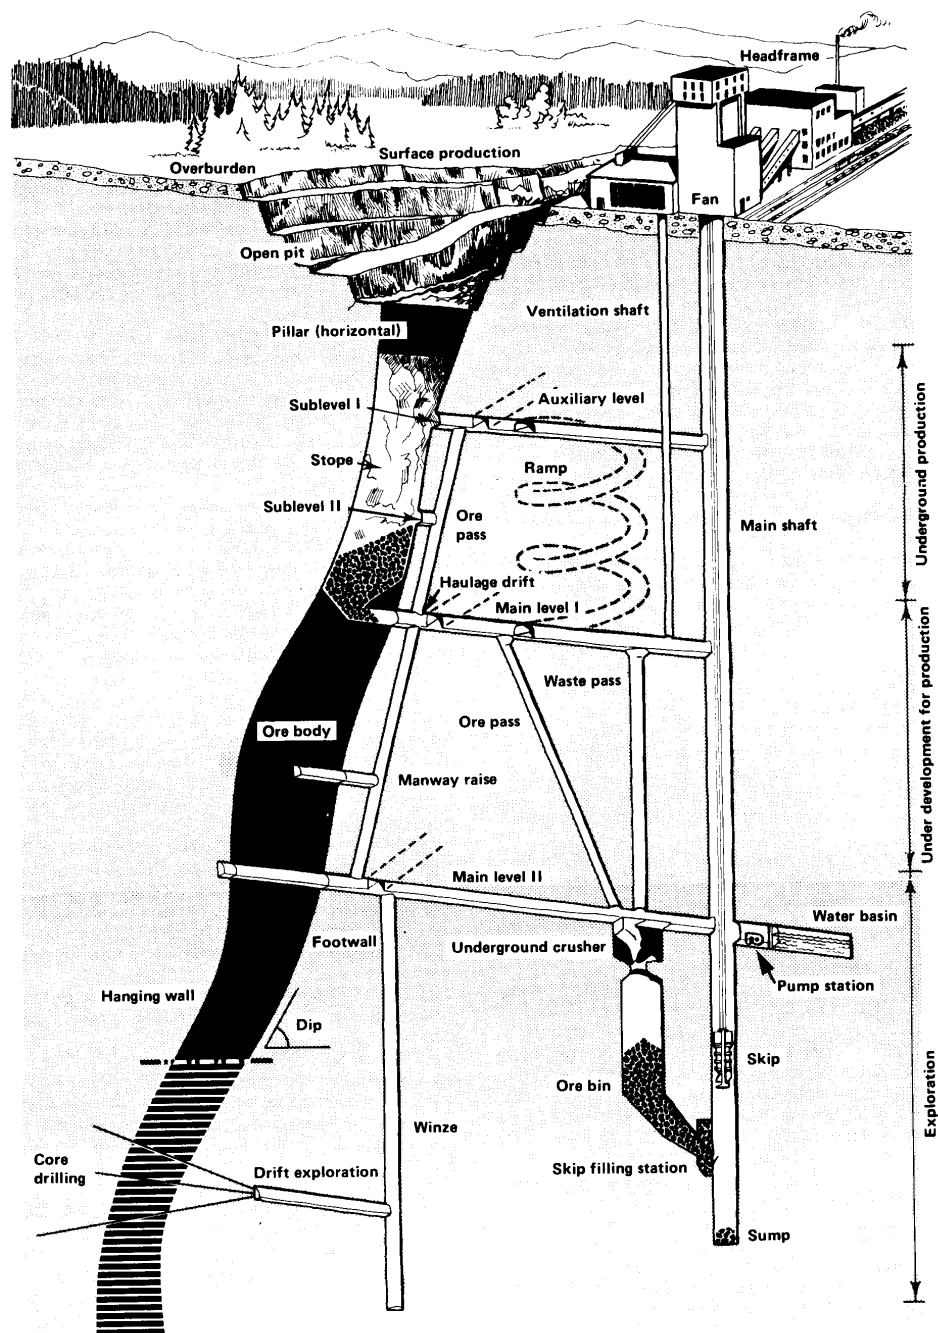 Headframe
Surface production
Overburden
Fan
Open pit
Ventilation shaft
Pillar (horizontal)
Auxiliary level
Sublevel I
Underground production
Stope
Ramp
Sublevel II
Ore
pass
Main shaft
Haulage drift
Main level I
Waste pass
Ore pass
Ore body
Manway raise
Under development for production
Main level II
Water basin
Footwall
Underground crusher
Hanging wall
Pump station
Dip
Skip
Ore bin
Exploration
Winze
Core
drilling
Drift exploration
Skip filling station
Sump